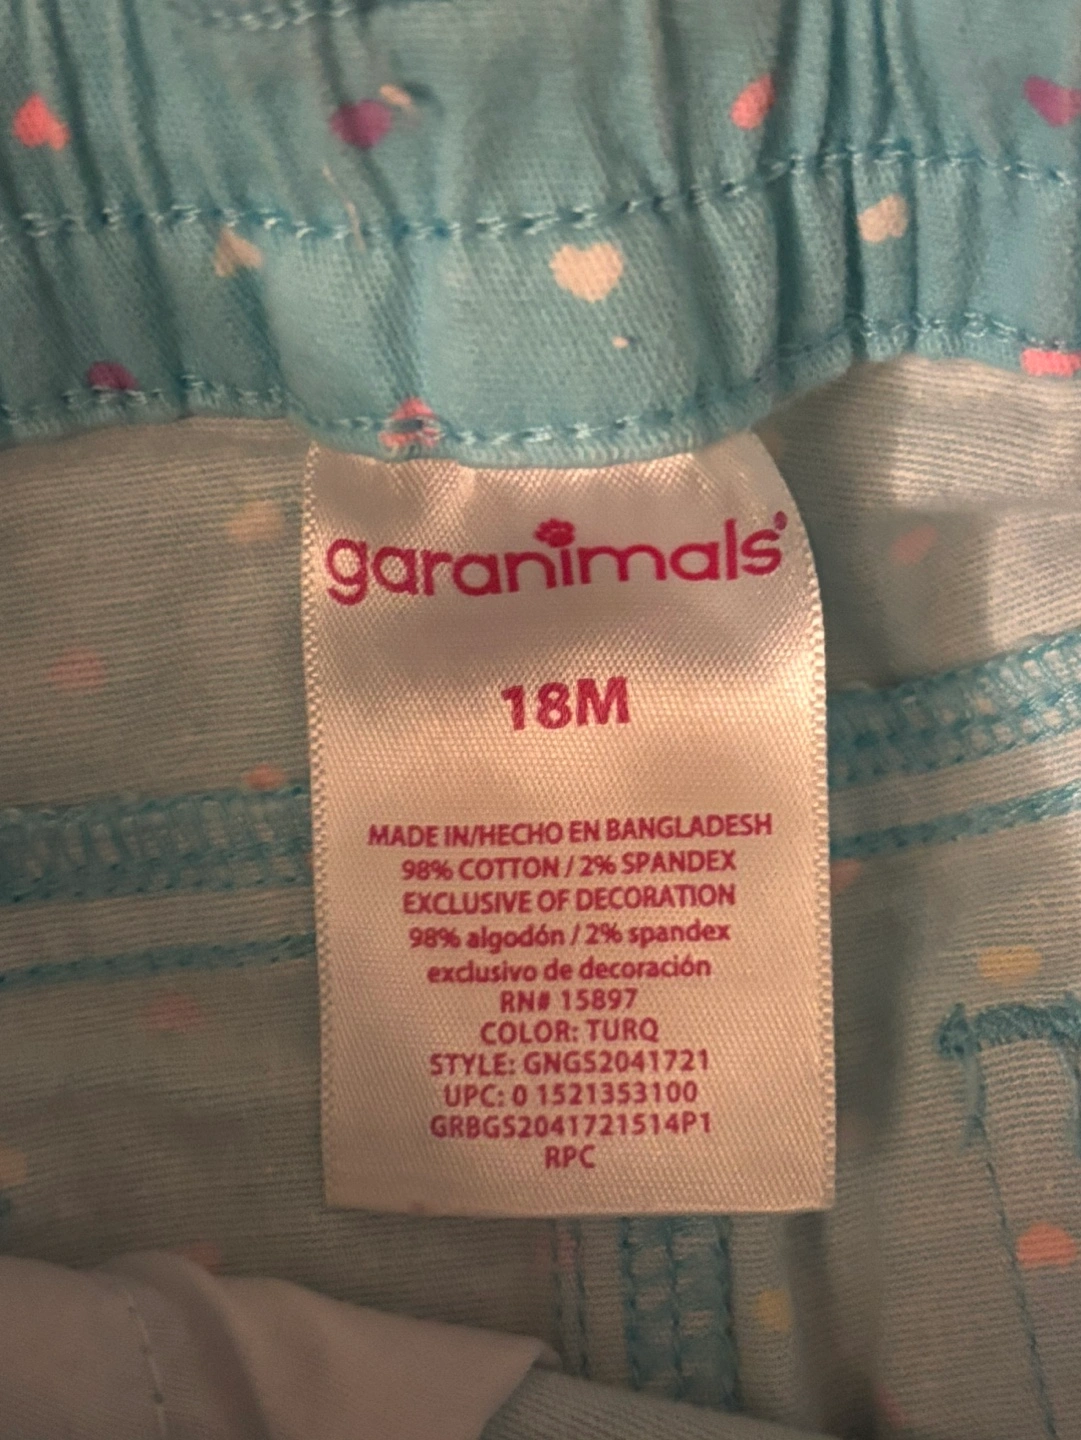 garanimals®
18M
MADE IN/HECHO EN BANGLADESH
98% COTTON / 2% SPANDEX
EXCLUSIVE OF DECORATION
98% algodón / 2% spandex
exclusivo de decoración
RN# 15897
COLOR: TURQ
STYLE: GNGS2041721
UPC: 0 1521353100
GRBGS2041721514P1
RPC